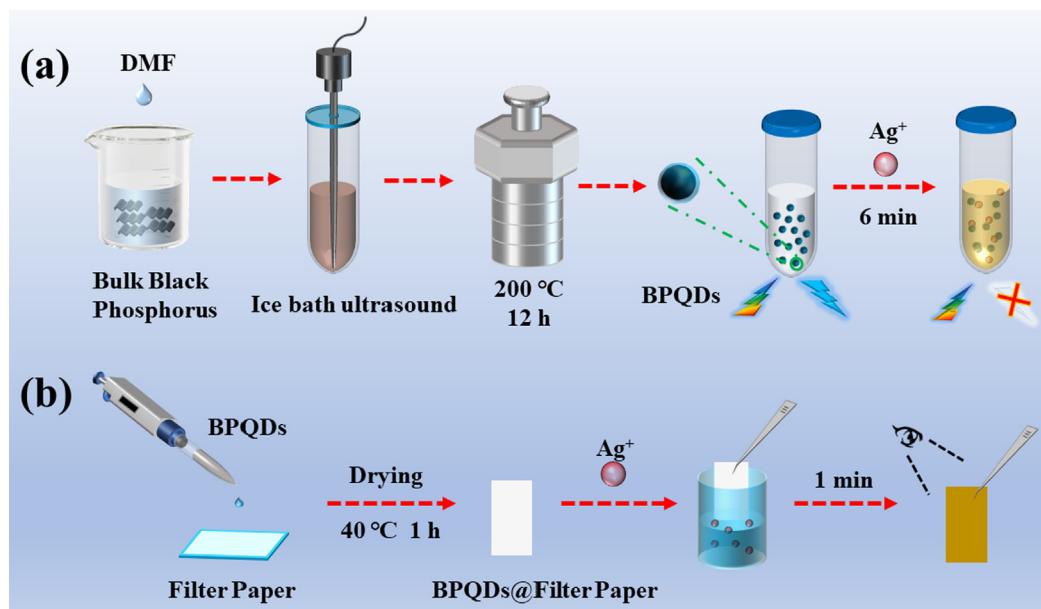 (a)
DMF
Bulk Black
Phosphorus
Ice bath ultrasound
200 ℃
12 h
BPQDs
Ag⁺
6 min
(b)
BPQDs
Filter Paper
Drying
40 ℃ 1 h
BPQDs@Filter Paper
Ag⁺
1 min